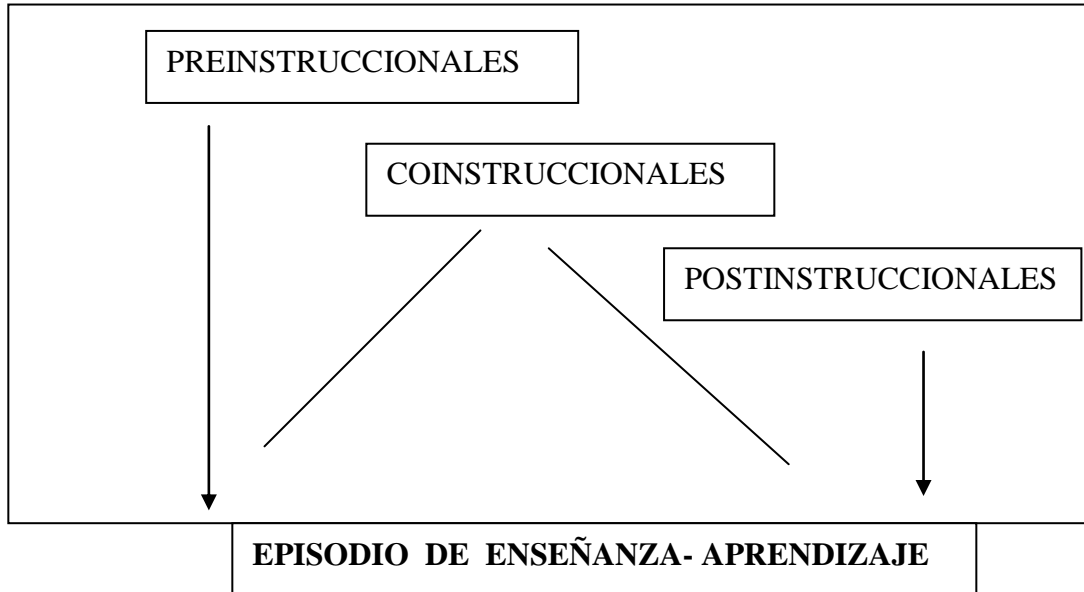 PREINSTRUCCIONALES
COINSTRUCCIONALES
POSTINSTRUCCIONALES
EPISODIO DE ENSEÑANZA- APRENDIZAJE